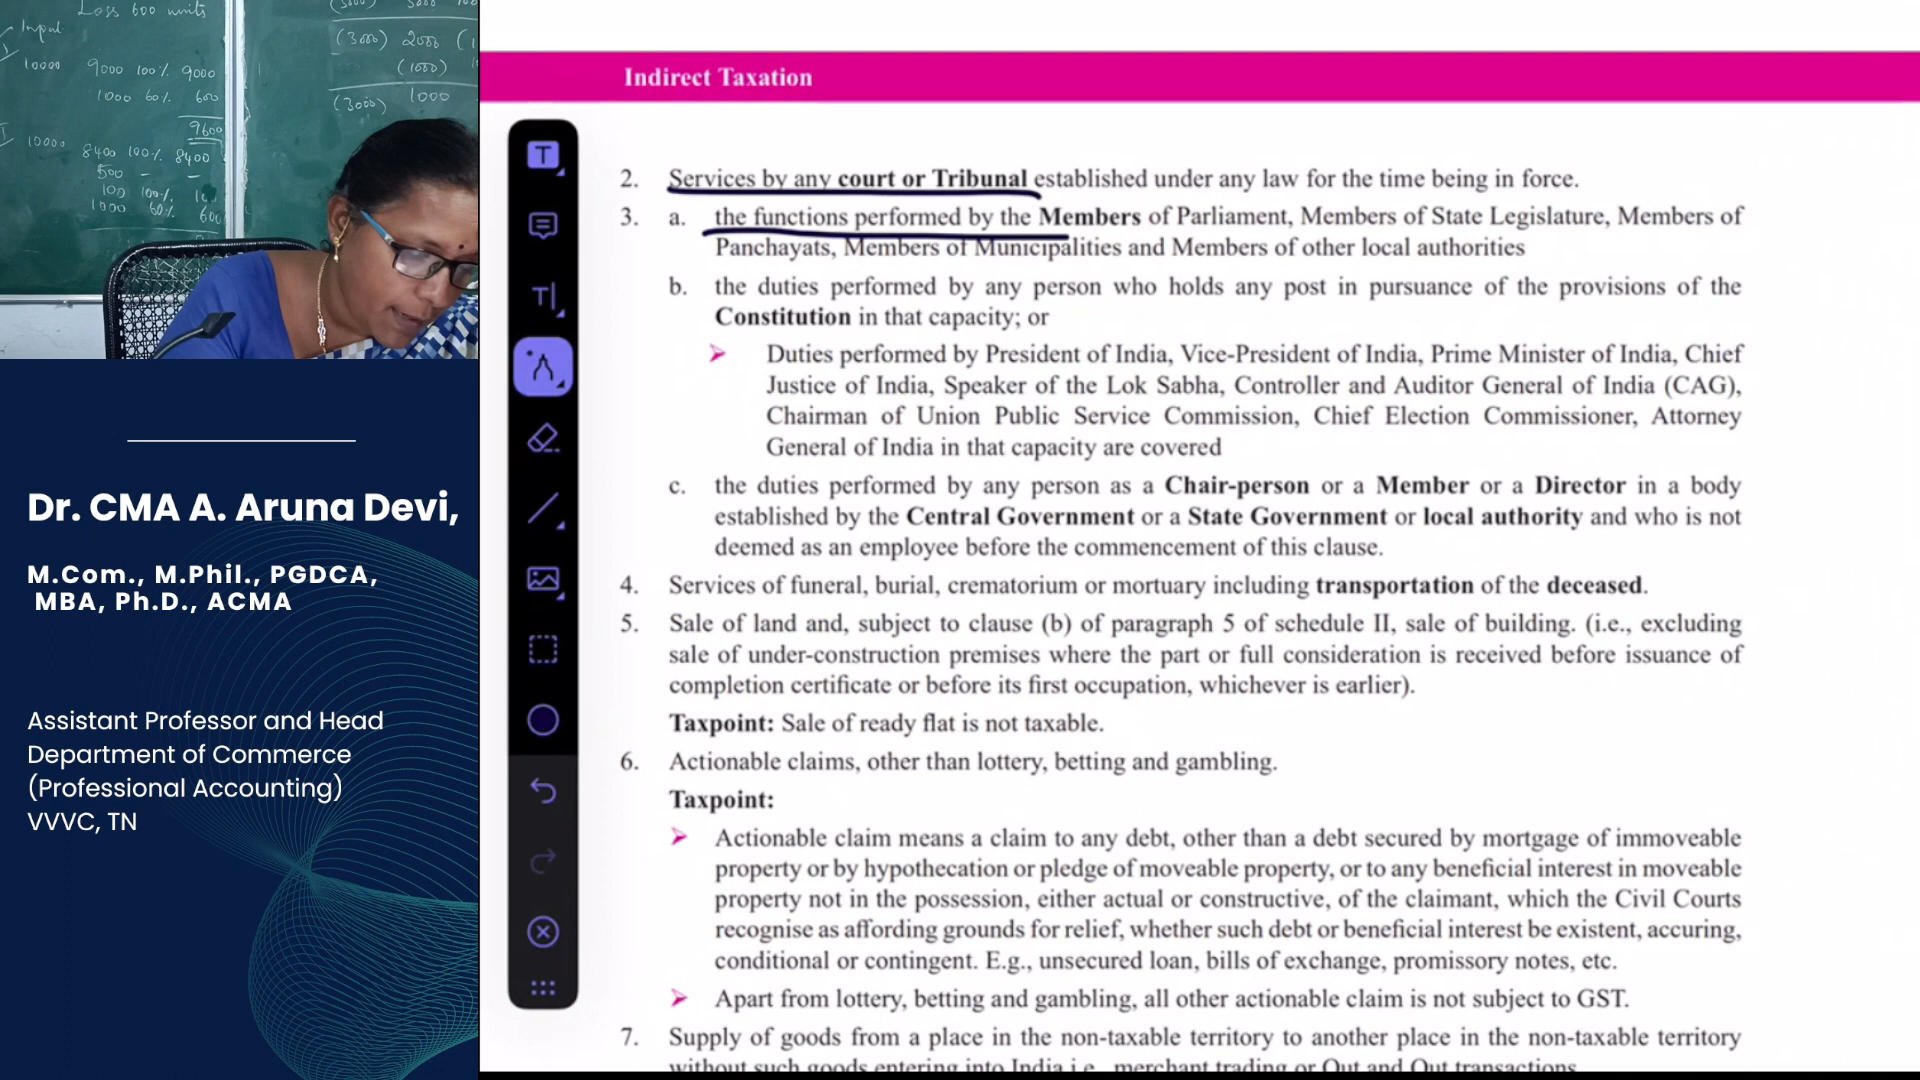 Loss 600 units
Input
10000 9000 100% 9000
1000 60% 600
9600
10000 8400 100% 8400
500 - -
100 100%
1000 60% 600
(3000) 2000
(1000)
(3000) 1000
Dr. CMA A. Aruna Devi,
M.Com., M.Phil., PGDCA,
MBA, Ph.D., ACMA
Assistant Professor and Head
Department of Commerce
(Professional Accounting)
VVVC, TN
Indirect Taxation
2. Services by any court or Tribunal established under any law for the time being in force.
3. a. the functions performed by the Members of Parliament, Members of State Legislature, Members of
Panchayats, Members of Municipalities and Members of other local authorities
b. the duties performed by any person who holds any post in pursuance of the provisions of the
Constitution in that capacity; or
➤ Duties performed by President of India, Vice-President of India, Prime Minister of India, Chief
Justice of India, Speaker of the Lok Sabha, Controller and Auditor General of India (CAG),
Chairman of Union Public Service Commission, Chief Election Commissioner, Attorney
General of India in that capacity are covered
c. the duties performed by any person as a Chair-person or a Member or a Director in a body
established by the Central Government or a State Government or local authority and who is not
deemed as an employee before the commencement of this clause.
4. Services of funeral, burial, crematorium or mortuary including transportation of the deceased.
5. Sale of land and, subject to clause (b) of paragraph 5 of schedule II, sale of building. (i.e., excluding
sale of under-construction premises where the part or full consideration is received before issuance of
completion certificate or before its first occupation, whichever is earlier).
Taxpoint: Sale of ready flat is not taxable.
6. Actionable claims, other than lottery, betting and gambling.
Taxpoint:
➤ Actionable claim means a claim to any debt, other than a debt secured by mortgage of immoveable
property or by hypothecation or pledge of moveable property, or to any beneficial interest in moveable
property not in the possession, either actual or constructive, of the claimant, which the Civil Courts
recognise as affording grounds for relief, whether such debt or beneficial interest be existent, accuring,
conditional or contingent. E.g., unsecured loan, bills of exchange, promissory notes, etc.
➤ Apart from lottery, betting and gambling, all other actionable claim is not subject to GST.
7. Supply of goods from a place in the non-taxable territory to another place in the non-taxable territory
without such goods entering into India i.e., merchant trading or Out and Out transactions